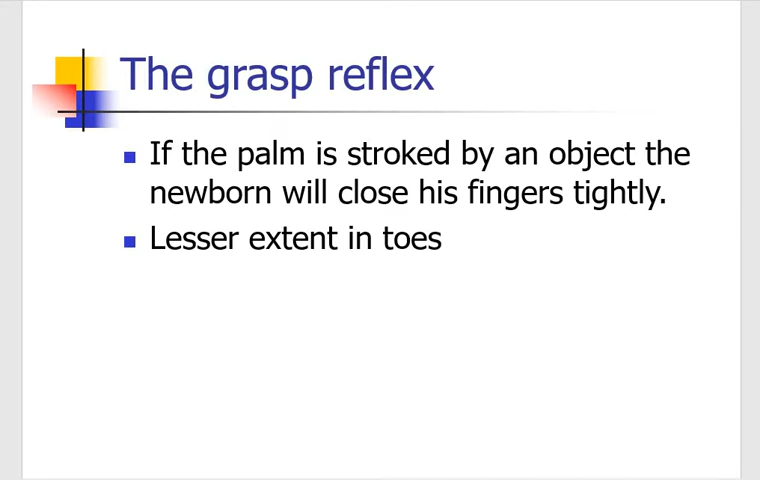 The grasp reflex
If the palm is stroked by an object the
newborn will close his fingers tightly.
Lesser extent in toes